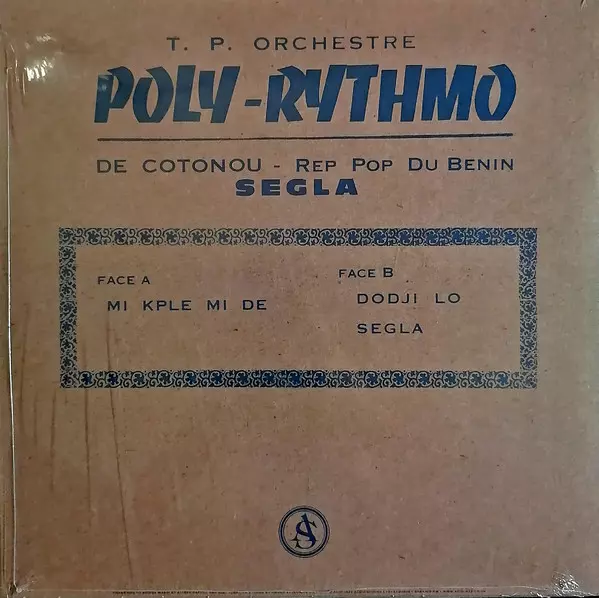 T. P. ORCHESTRE
POLY-RYTHMO
DE COTONOU - REP POP DU BENIN
SEGLA
FACE A
MI KPLE MI DE
FACE B
DODJI LO
SEGLA